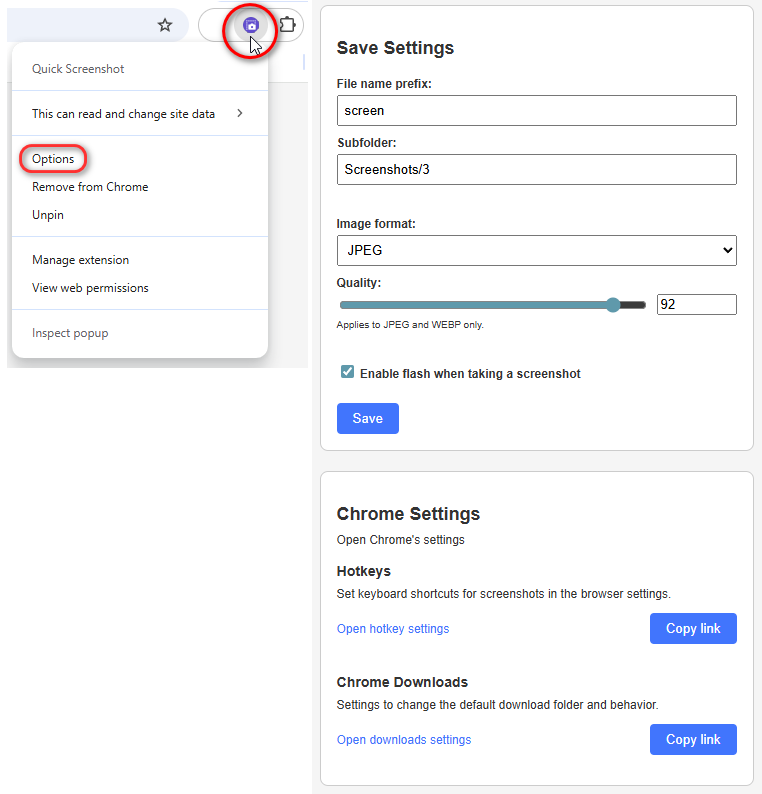 Quick Screenshot
This can read and change site data
Options
Remove from Chrome
Unpin
Manage extension
View web permissions
Inspect popup
Save Settings
File name prefix:
screen
Subfolder:
Screenshots/3
Image format:
JPEG
Quality:
92
Applies to JPEG and WEBP only.
Enable flash when taking a screenshot
Save
Chrome Settings
Open Chrome's settings
Hotkeys
Set keyboard shortcuts for screenshots in the browser settings.
Open hotkey settings
Copy link
Chrome Downloads
Settings to change the default download folder and behavior.
Open downloads settings
Copy link